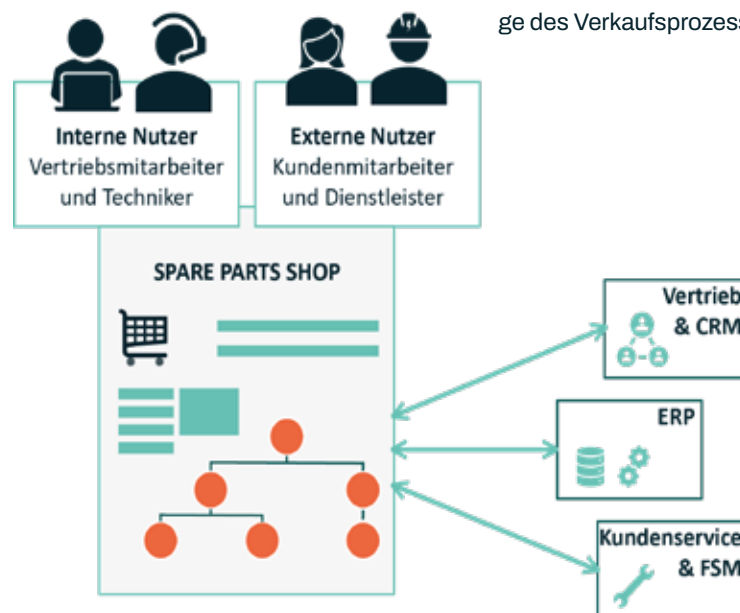 ge des Verkaufsprozess
Interne Nutzer
Vertriebsmitarbeiter
und Techniker
Externe Nutzer
Kundenmitarbeiter
und Dienstleister
SPARE PARTS SHOP
Vertrieb
& CRM
ERP
Kundenservice
& FSM